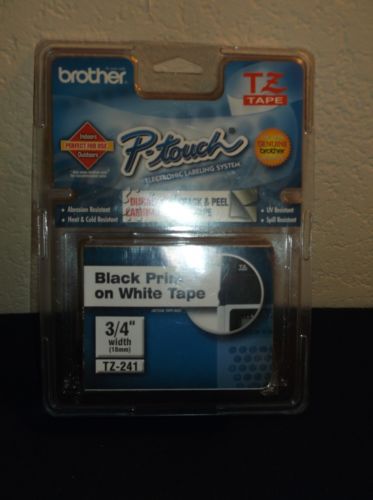 brother
TZ
TAPE
Indoors
PERFECT FOR USE
Outdoors
P-touch
ELECTRONIC LABELING SYSTEM
GENUINE
brother
& PEEL
• Abrasion Resistant
• Heat & Cold Resistant
• UV Resistant
• Spill Resistant
Black Print
on White Tape
3/4"
width
(18mm)
TZ-241